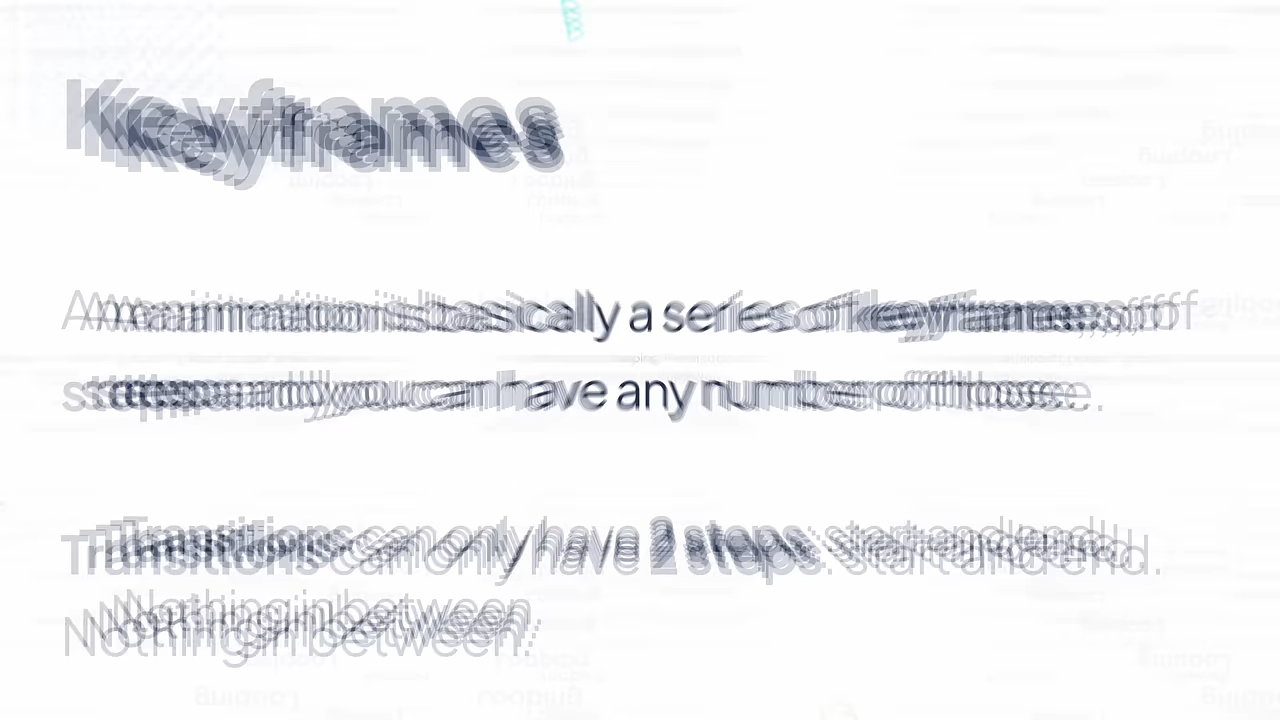 Keyframes
An animation is basically a series of keyframes, or
steps and you can have any number of those.
Transitions can only have 2 steps: start and end.
Nothing in between.